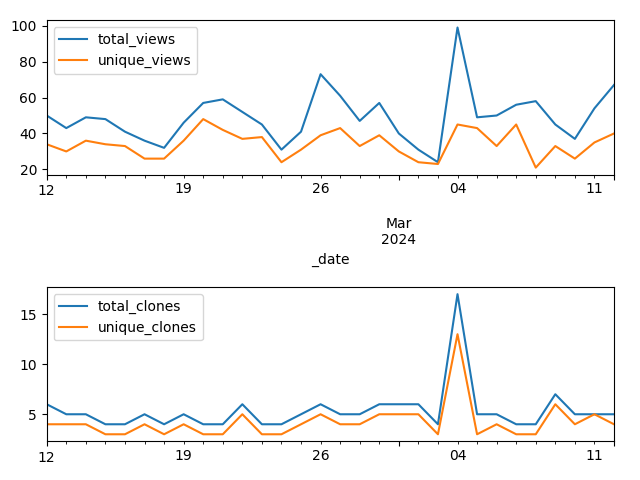 100
80
60
40
20
total_views
unique_views
12 19 26 04 11
Mar
2024
_date
15
10
5
total_clones
unique_clones
12 19 26 04 11